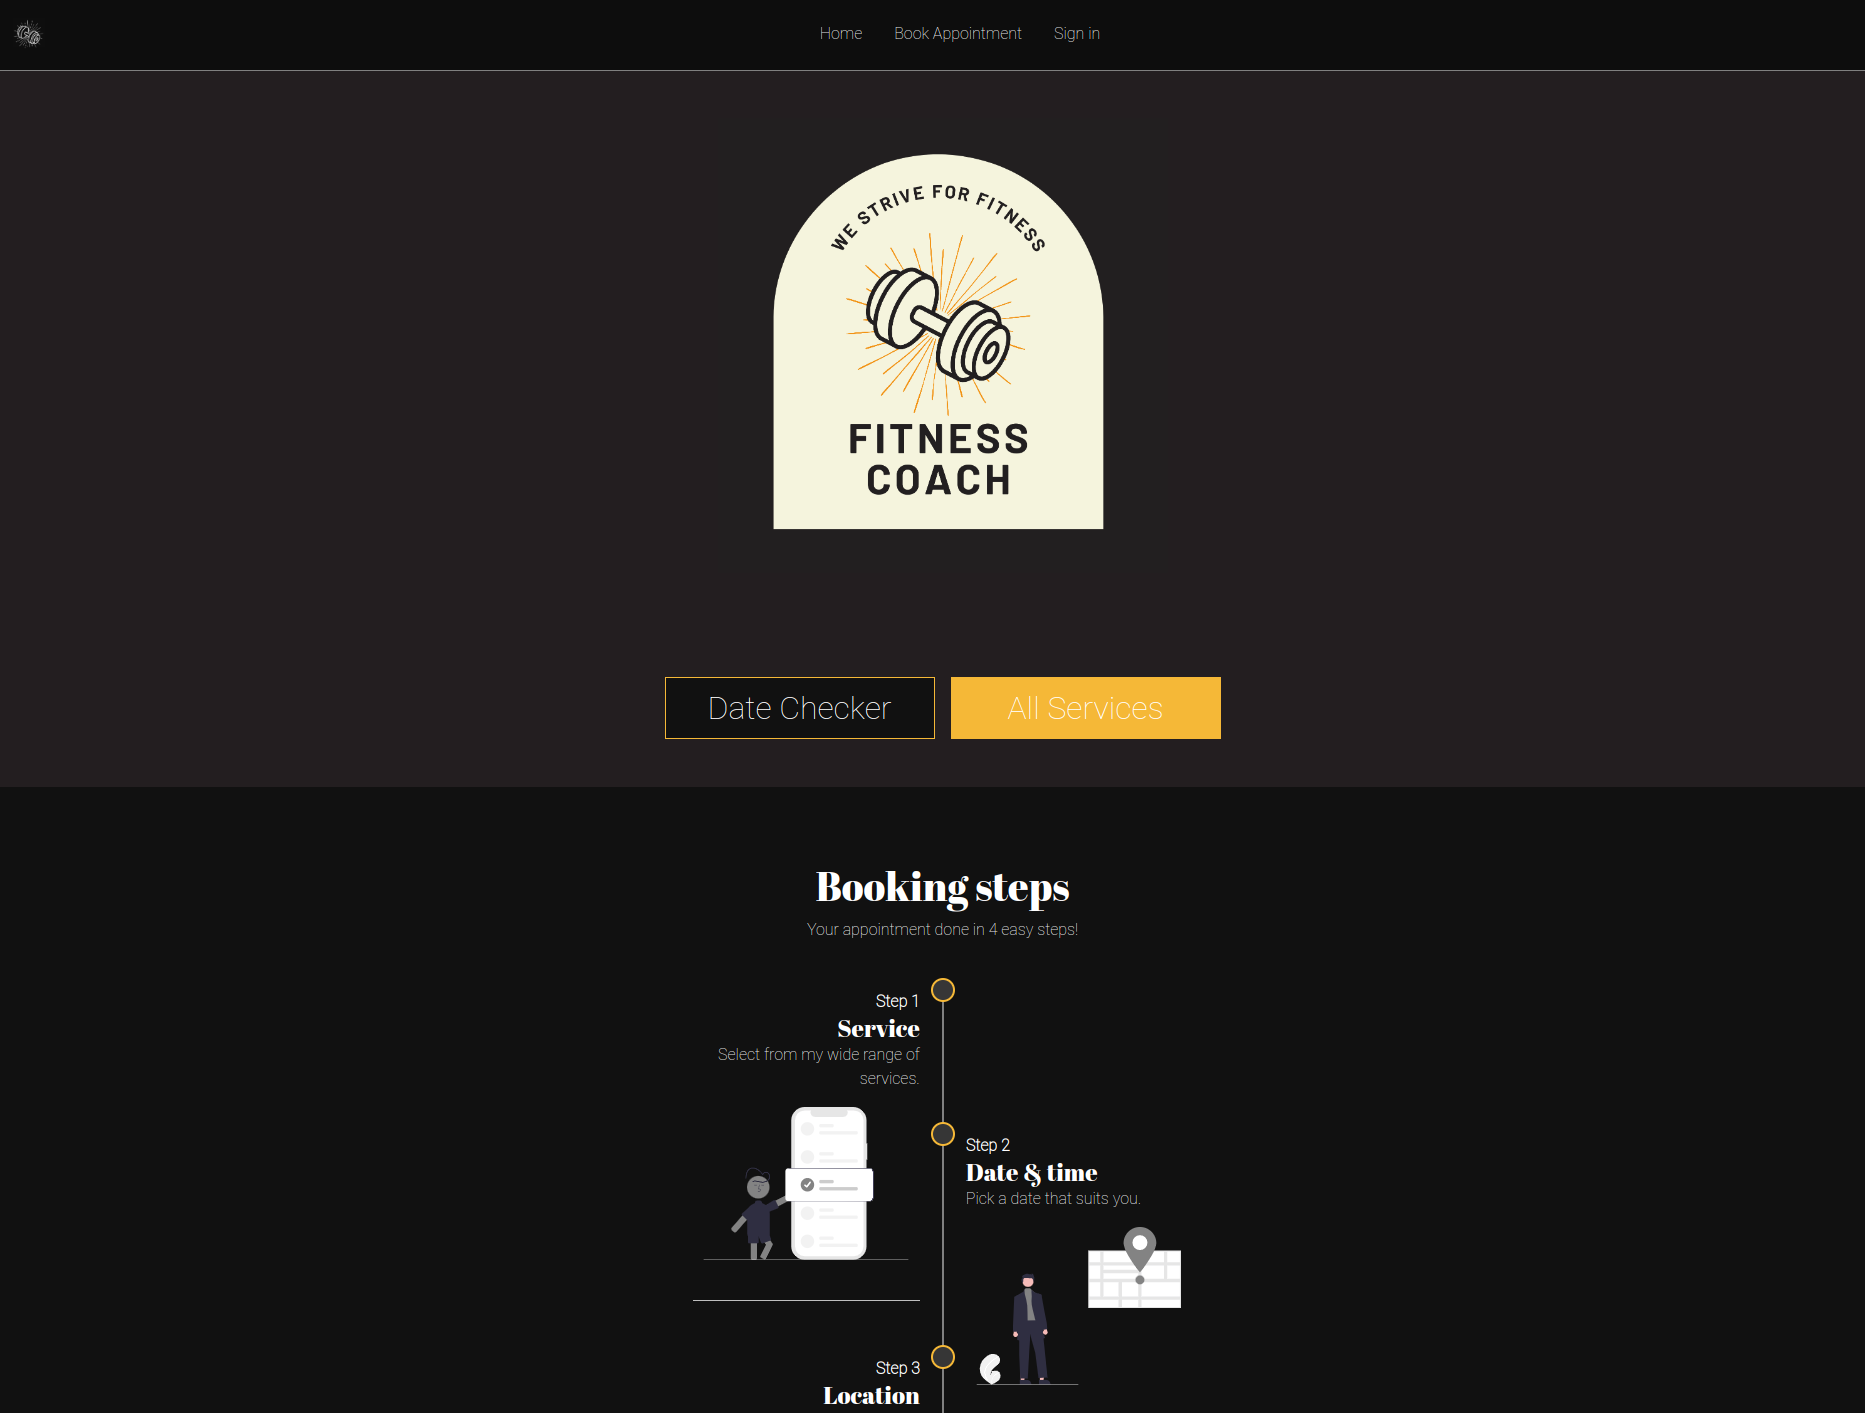 Home
Book Appointment
Sign in
WE STRIVE FOR FITNESS
FITNESS
COACH
Date Checker
All Services
Booking steps
Your appointment done in 4 easy steps!
Step 1
Service
Select from my wide range of
services.
Step 2
Date & time
Pick a date that suits you.
Step 3
Location